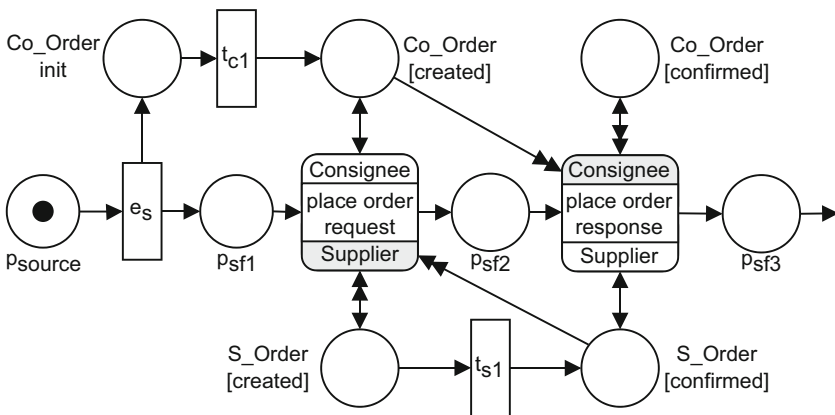 Co_Order
init
tc1
Co_Order
[created]
Co_Order
[confirmed]
Consignee
place order
request
Supplier
Consignee
place order
response
Supplier
es
psource
psf1
psf2
psf3
S_Order
[created]
ts1
S_Order
[confirmed]